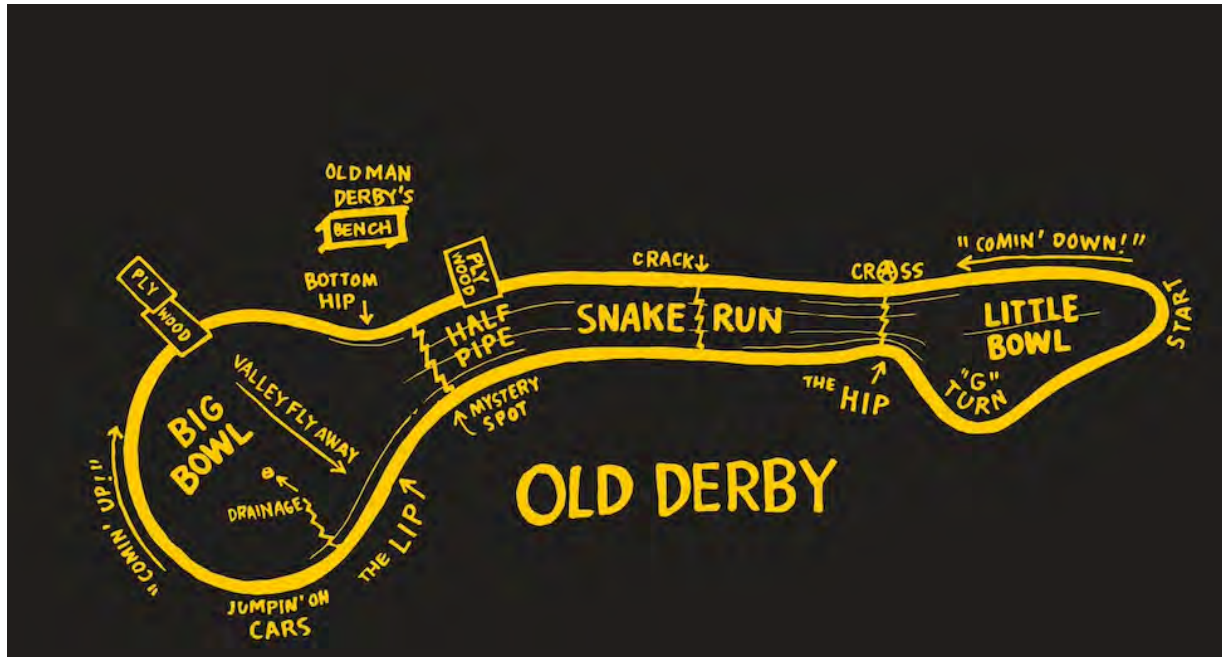 OLD MAN
DERBY'S
BENCH
PLY
WOOD
BOTTOM
HIP
PLY
WOOD
HALF
PIPE
CRACK
SNAKE RUN
CRASS
"COMIN' DOWN!"
LITTLE
BOWL
START
"G"
TURN
THE
HIP
MYSTERY
SPOT
VALLEY FLY AWAY
BIG
BOWL
DRAINAGE
"COMIN' UP!"
THE LIP
JUMPIN' ON
CARS
OLD DERBY